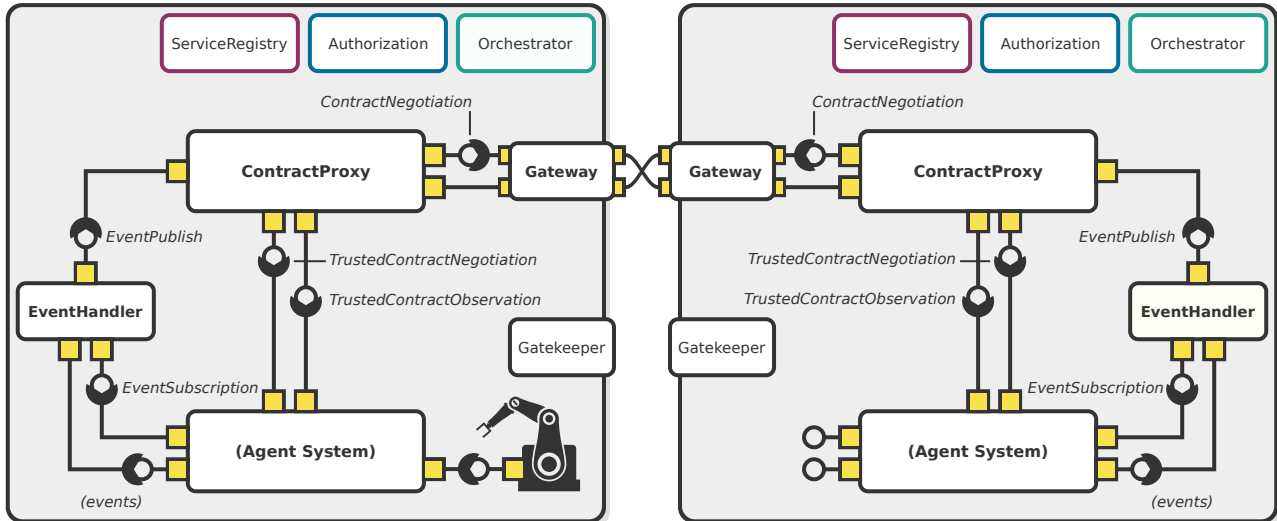 ServiceRegistry
Authorization
Orchestrator
ContractNegotiation
ContractProxy
Gateway
EventPublish
TrustedContractNegotiation
TrustedContractObservation
EventHandler
Gatekeeper
EventSubscription
(Agent System)
(events)
ServiceRegistry
Authorization
Orchestrator
ContractNegotiation
Gateway
ContractProxy
EventPublish
TrustedContractNegotiation
TrustedContractObservation
EventHandler
Gatekeeper
EventSubscription
(Agent System)
(events)